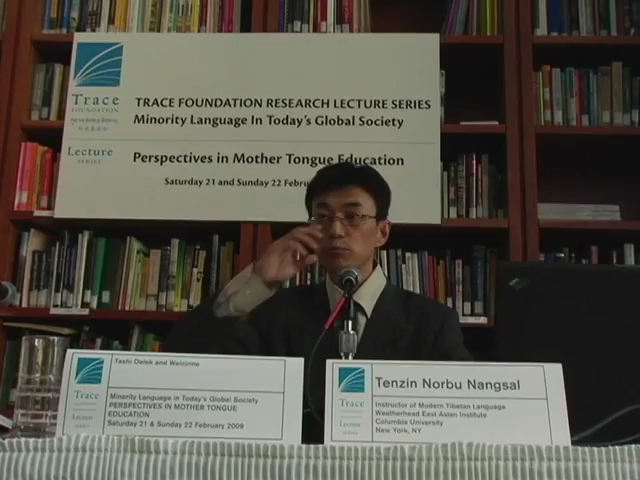 Trace
FOUNDATION
TRACE FOUNDATION RESEARCH LECTURE SERIES
Minority Language In Today's Global Society
Lecture
SERIES
Perspectives in Mother Tongue Education
Saturday 21 and Sunday 22
Tashi Delek and Welcome
Trace
Lecture
Minority Language in Today's Global Society
PERSPECTIVES IN MOTHER TONGUE
EDUCATION
Saturday 21 & Sunday 22 February 2009
Trace
Lecture
Tenzin Norbu Nangsal
Instructor of Modern Tibetan Language
Weatherhead East Asian Institute
Columbia University
New York, NY